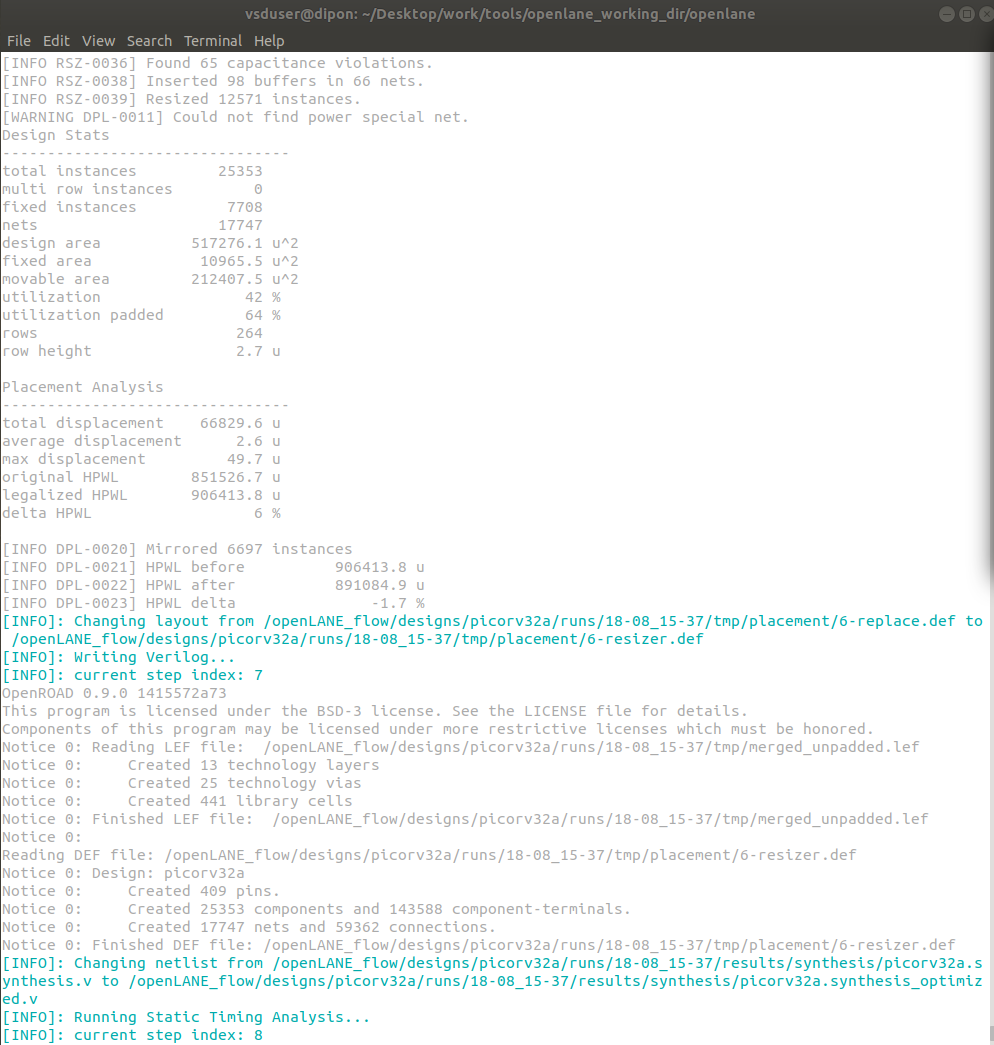 vsduser@dipon: ~/Desktop/work/tools/openlane_working_dir/openlane
File Edit View Search Terminal Help
[INFO RSZ-0036] Found 65 capacitance violations.
[INFO RSZ-0038] Inserted 98 buffers in 66 nets.
[INFO RSZ-0039] Resized 12571 instances.
[WARNING DPL-0011] Could not find power special net.
Design Stats
--------------------------------
total instances         25353
multi row instances         0
fixed instances          7708
nets                    17747
design area          517276.1 u^2
fixed area            10965.5 u^2
movable area         212407.5 u^2
utilization                42 %
utilization padded         64 %
rows                      264
row height                2.7 u

Placement Analysis
--------------------------------
total displacement    66829.6 u
average displacement      2.6 u
max displacement         49.7 u
original HPWL        851526.7 u
legalized HPWL       906413.8 u
delta HPWL                  6 %

[INFO DPL-0020] Mirrored 6697 instances
[INFO DPL-0021] HPWL before          906413.8 u
[INFO DPL-0022] HPWL after           891084.9 u
[INFO DPL-0023] HPWL delta               -1.7 %
[INFO]: Changing layout from /openLANE_flow/designs/picorv32a/runs/18-08_15-37/tmp/placement/6-replace.def to
 /openLANE_flow/designs/picorv32a/runs/18-08_15-37/tmp/placement/6-resizer.def
[INFO]: Writing Verilog...
[INFO]: current step index: 7
OpenROAD 0.9.0 1415572a73
This program is licensed under the BSD-3 license. See the LICENSE file for details.
Components of this program may be licensed under more restrictive licenses which must be honored.
Notice 0: Reading LEF file:  /openLANE_flow/designs/picorv32a/runs/18-08_15-37/tmp/merged_unpadded.lef
Notice 0:     Created 13 technology layers
Notice 0:     Created 25 technology vias
Notice 0:     Created 441 library cells
Notice 0: Finished LEF file:  /openLANE_flow/designs/picorv32a/runs/18-08_15-37/tmp/merged_unpadded.lef
Notice 0:
Reading DEF file: /openLANE_flow/designs/picorv32a/runs/18-08_15-37/tmp/placement/6-resizer.def
Notice 0: Design: picorv32a
Notice 0:     Created 409 pins.
Notice 0:     Created 25353 components and 143588 component-terminals.
Notice 0:     Created 17747 nets and 59362 connections.
Notice 0: Finished DEF file: /openLANE_flow/designs/picorv32a/runs/18-08_15-37/tmp/placement/6-resizer.def
[INFO]: Changing netlist from /openLANE_flow/designs/picorv32a/runs/18-08_15-37/results/synthesis/picorv32a.s
ynthesis.v to /openLANE_flow/designs/picorv32a/runs/18-08_15-37/results/synthesis/picorv32a.synthesis_optimiz
ed.v
[INFO]: Running Static Timing Analysis...
[INFO]: current step index: 8